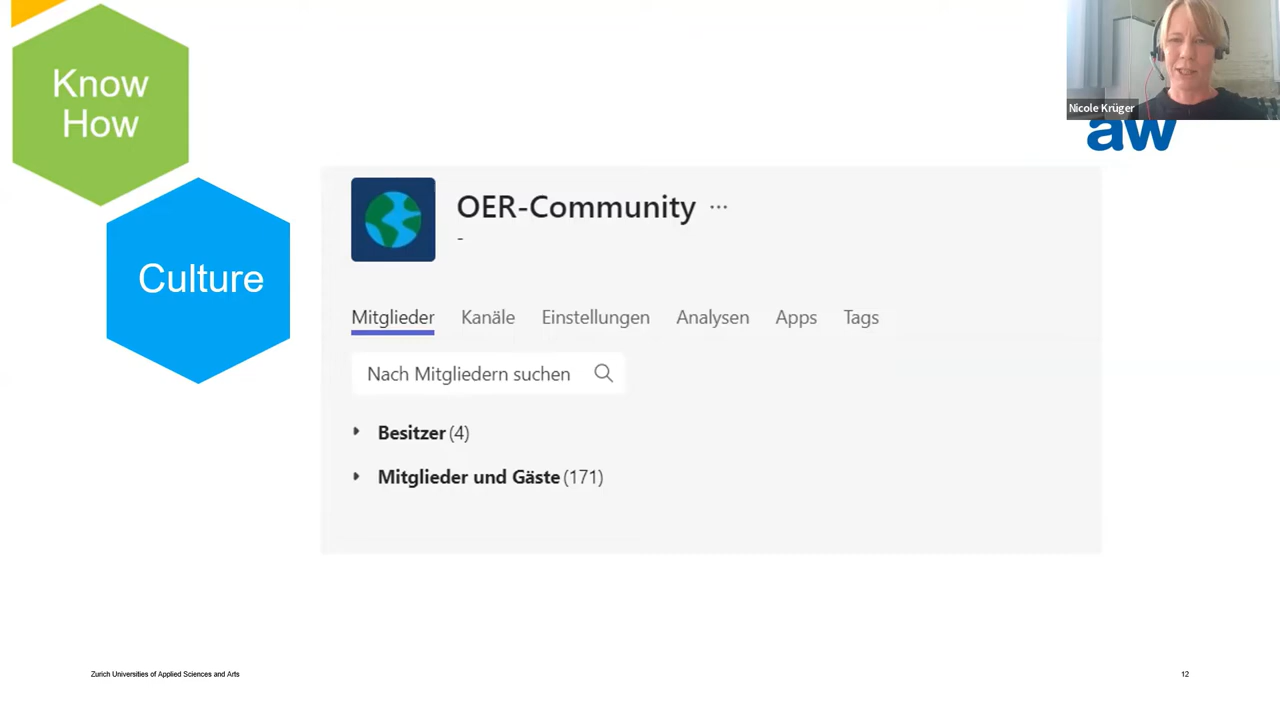 Know
How
Culture
Nicole Krüger
aw
OER-Community ...
-
Mitglieder Kanäle Einstellungen Analysen Apps Tags
Nach Mitgliedern suchen
Besitzer (4)
Mitglieder und Gäste (171)
Zurich Universities of Applied Sciences and Arts
12